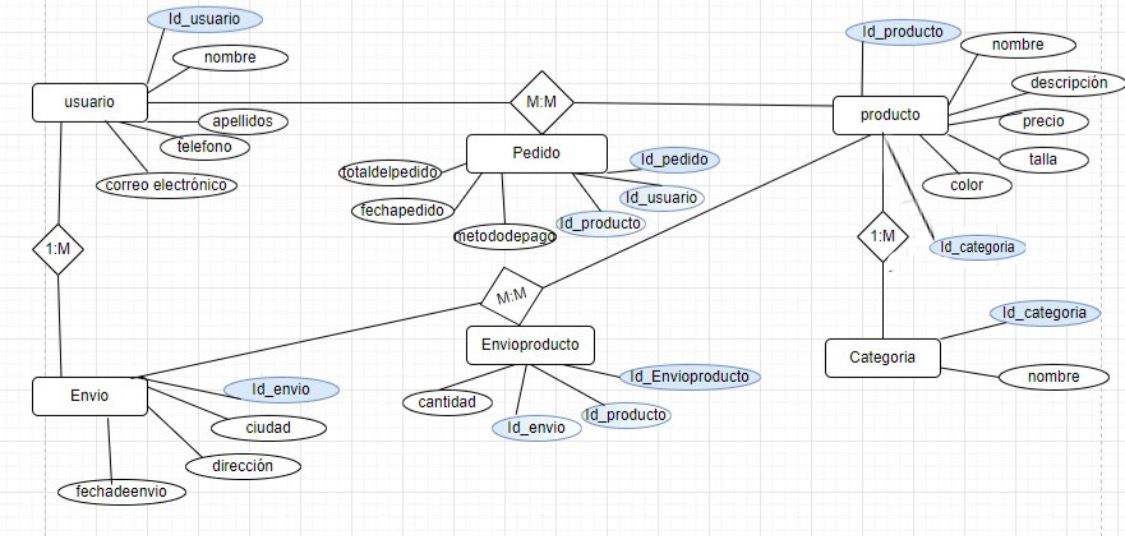 Id_usuario
nombre
usuario
apellidos
telefono
correo electrónico
M:M
Pedido
totaldelpedido
fechapedido
metododepago
Id_producto
Id_usuario
Id_pedido
Id_producto
nombre
descripción
producto
precio
talla
color
1:M
1:M
Id_categoria
M:M
Envioproducto
cantidad
Id_envio
Id_producto
Id_Envioproducto
Id_categoria
Categoria
nombre
Envio
Id_envio
ciudad
dirección
fechadeenvio